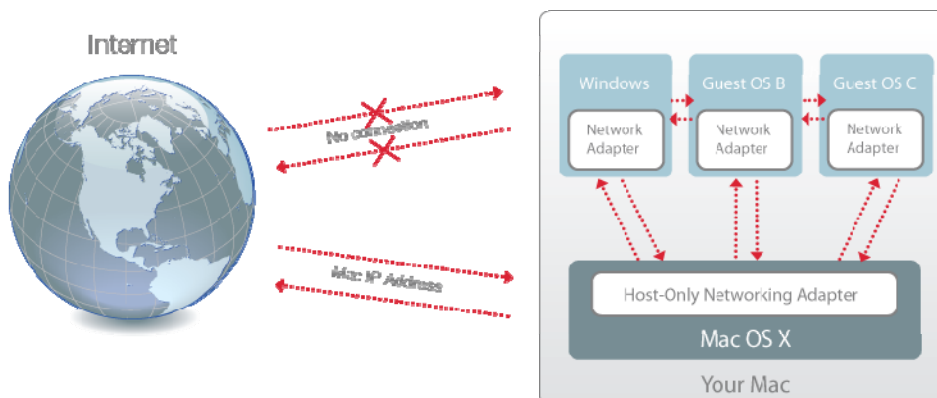 Internet
No connection
Mac IP Address
Windows
Guest OS B
Guest OS C
Network
Adapter
Network
Adapter
Network
Adapter
Host-Only Networking Adapter
Mac OS X
Your Mac